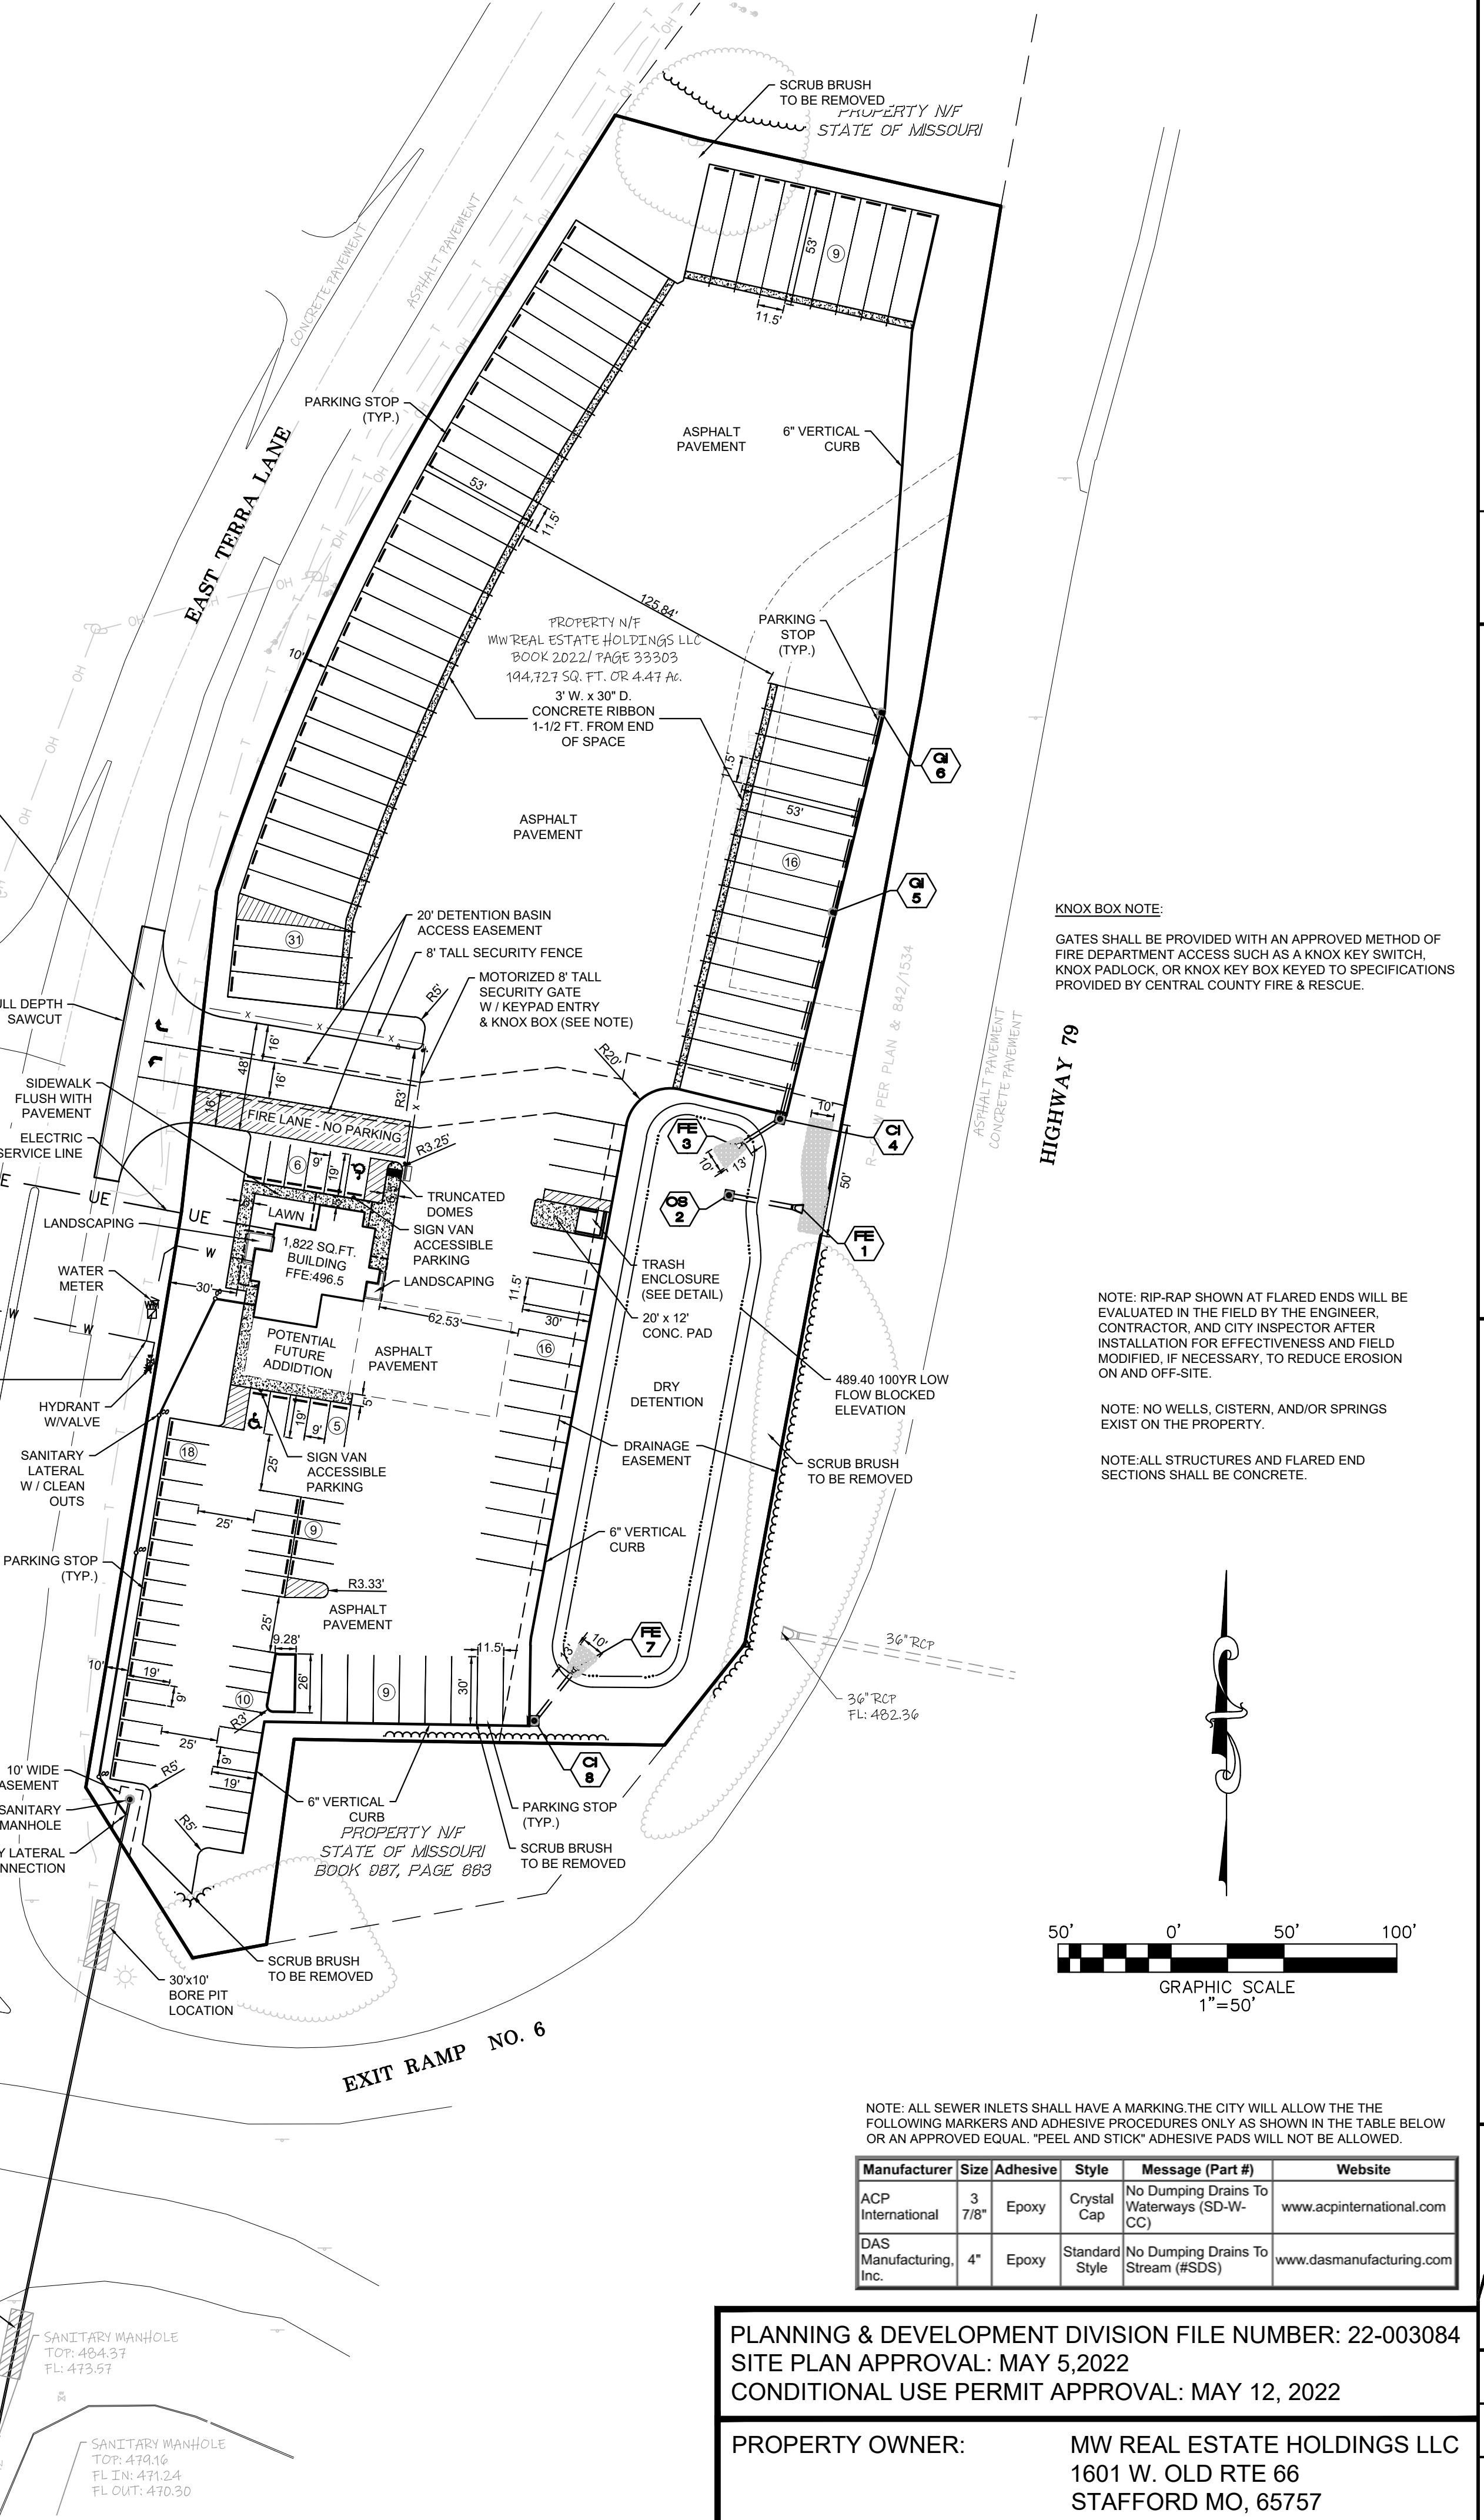 SCRUB BRUSH
TO BE REMOVED
PROPERTY N/F
STATE OF MISSOURI
CONCRETE PAVEMENT
ASPHALT PAVEMENT
53'
9
11.5'
PARKING STOP
(TYP.)
ASPHALT
PAVEMENT
6" VERTICAL
CURB
EAST TERRA LANE
53'
11.5'
125.84'
PROPERTY N/F
MW REAL ESTATE HOLDINGS LLC
BOOK 2022/ PAGE 33303
194,727 SQ. FT. OR 4.47 Ac.
3' W. x 30" D.
CONCRETE RIBBON
1-1/2 FT. FROM END
OF SPACE
PARKING
STOP
(TYP.)
10'
11.5'
53'
QI
6
ASPHALT
PAVEMENT
16
QI
5
KNOX BOX NOTE:
GATES SHALL BE PROVIDED WITH AN APPROVED METHOD OF
FIRE DEPARTMENT ACCESS SUCH AS A KNOX KEY SWITCH,
KNOX PADLOCK, OR KNOX KEY BOX KEYED TO SPECIFICATIONS
PROVIDED BY CENTRAL COUNTY FIRE & RESCUE.
31
20' DETENTION BASIN
ACCESS EASEMENT
8' TALL SECURITY FENCE
MOTORIZED 8' TALL
SECURITY GATE
W / KEYPAD ENTRY
& KNOX BOX (SEE NOTE)
R5'
SAWCUT
48'
16'
16'
16'
R3'
R20'
PLAN & 842/1534
ASPHALT PAVEMENT
CONCRETE PAVEMENT
HIGHWAY 79
SIDEWALK
FLUSH WITH
PAVEMENT
FIRE LANE - NO PARKING
ELECTRIC
SERVICE LINE
R3.25'
6
9'
19'
FE
3
10'
13'
CI
4
10'
50'
UE
UE
LANDSCAPING
LAWN
TRUNCATED
DOMES
SIGN VAN
ACCESSIBLE
PARKING
OS
2
FE
1
1,822 SQ.FT.
BUILDING
FFE:496.5
LANDSCAPING
WATER
METER
30'
TRASH
ENCLOSURE
(SEE DETAIL)
20' x 12'
CONC. PAD
11.5'
30'
62.53'
16
NOTE: RIP-RAP SHOWN AT FLARED ENDS WILL BE
EVALUATED IN THE FIELD BY THE ENGINEER,
CONTRACTOR, AND CITY INSPECTOR AFTER
INSTALLATION FOR EFFECTIVENESS AND FIELD
MODIFIED, IF NECESSARY, TO REDUCE EROSION
ON AND OFF-SITE.
POTENTIAL
FUTURE
ADDIDTION
ASPHALT
PAVEMENT
DRY
DETENTION
489.40 100YR LOW
FLOW BLOCKED
ELEVATION
HYDRANT
W/VALVE
19'
9'
5
5'
NOTE: NO WELLS, CISTERN, AND/OR SPRINGS
EXIST ON THE PROPERTY.
SANITARY
LATERAL
W / CLEAN
OUTS
18
25'
SIGN VAN
ACCESSIBLE
PARKING
DRAINAGE
EASEMENT
SCRUB BRUSH
TO BE REMOVED
NOTE:ALL STRUCTURES AND FLARED END
SECTIONS SHALL BE CONCRETE.
25'
9
6" VERTICAL
CURB
PARKING STOP
(TYP.)
R3.33'
ASPHALT
PAVEMENT
25'
9.28'
11.5'
13'
10'
FE
7
36" RCP
10'
19'
9'
10
26'
R3'
9
30'
36" RCP
FL: 482.36
25'
R5'
9'
19'
CI
8
10' WIDE
SANITARY
MANHOLE
LATERAL
R5'
6" VERTICAL
CURB
PARKING STOP
(TYP.)
PROPERTY N/F
STATE OF MISSOURI
BOOK 987, PAGE 663
SCRUB BRUSH
TO BE REMOVED
SCRUB BRUSH
TO BE REMOVED
30'x10'
BORE PIT
LOCATION
50' 0' 50' 100'
GRAPHIC SCALE
1"=50'
EXIT RAMP NO. 6
NOTE: ALL SEWER INLETS SHALL HAVE A MARKING.THE CITY WILL ALLOW THE THE
FOLLOWING MARKERS AND ADHESIVE PROCEDURES ONLY AS SHOWN IN THE TABLE BELOW
OR AN APPROVED EQUAL. "PEEL AND STICK" ADHESIVE PADS WILL NOT BE ALLOWED.
Manufacturer Size Adhesive Style Message (Part #) Website
ACP International 3 7/8" Epoxy Crystal Cap No Dumping Drains To Waterways (SD-W-CC) www.acpinternational.com
DAS Manufacturing, Inc. 4" Epoxy Standard Style No Dumping Drains To Stream (#SDS) www.dasmanufacturing.com
SANITARY MANHOLE
TOP: 484.37
FL: 473.57
SANITARY MANHOLE
TOP: 479.16
FL IN: 471.24
FL OUT: 470.30
PLANNING & DEVELOPMENT DIVISION FILE NUMBER: 22-003084
SITE PLAN APPROVAL: MAY 5,2022
CONDITIONAL USE PERMIT APPROVAL: MAY 12, 2022
PROPERTY OWNER: MW REAL ESTATE HOLDINGS LLC
1601 W. OLD RTE 66
STAFFORD MO, 65757